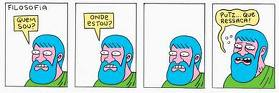 FILOSOFIA
QUEM
SOU?
ONDE
ESTOU?
PUTZ... QUE
RESSACA!